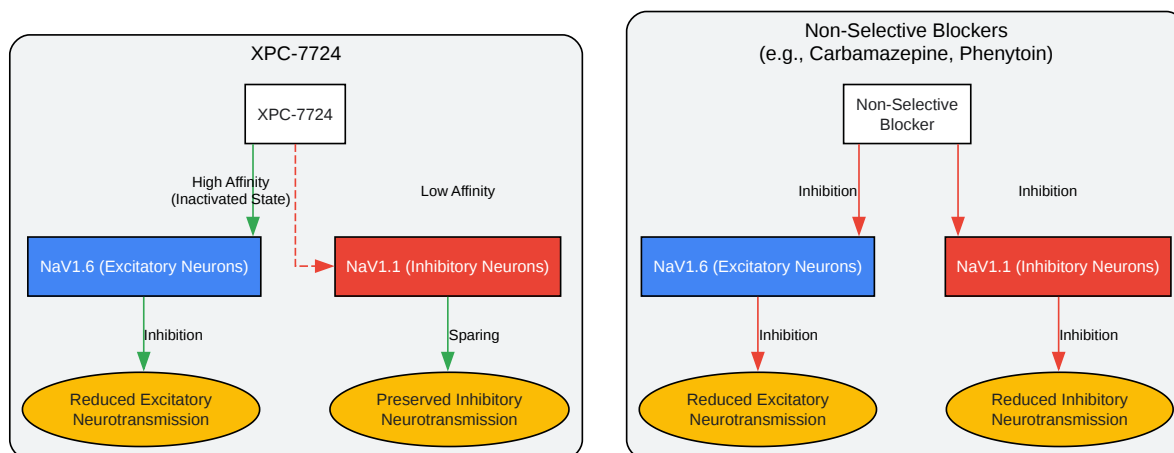 XPC-7724
XPC-7724
High Affinity
(Inactivated State)
Low Affinity
NaV1.6 (Excitatory Neurons)
NaV1.1 (Inhibitory Neurons)
Inhibition
Sparing
Reduced Excitatory
Neurotransmission
Preserved Inhibitory
Neurotransmission
Non-Selective Blockers
(e.g., Carbamazepine, Phenytoin)
Non-Selective
Blocker
Inhibition
Inhibition
NaV1.6 (Excitatory Neurons)
NaV1.1 (Inhibitory Neurons)
Inhibition
Inhibition
Reduced Excitatory
Neurotransmission
Reduced Inhibitory
Neurotransmission